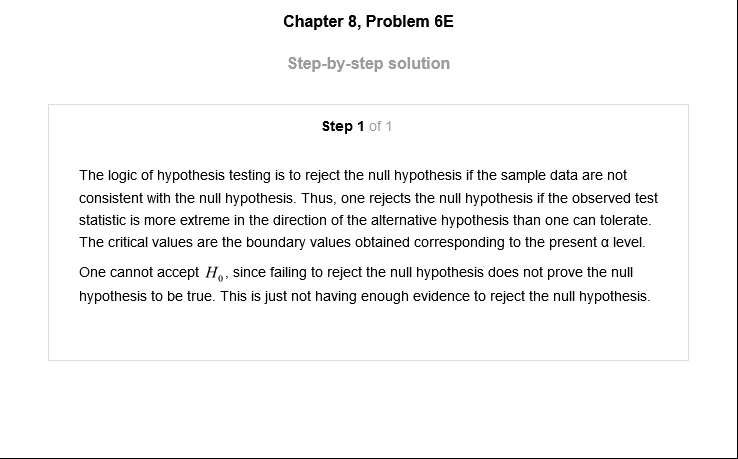 Chapter 8, Problem 6E
Step-by-step solution
Step 1 of 1
The logic of hypothesis testing is to reject the null hypothesis if the sample data are not
consistent with the null hypothesis. Thus, one rejects the null hypothesis if the observed test
statistic is more extreme in the direction of the alternative hypothesis than one can tolerate.
The critical values are the boundary values obtained corresponding to the present α level.
One cannot accept H₀, since failing to reject the null hypothesis does not prove the null
hypothesis to be true. This is just not having enough evidence to reject the null hypothesis.